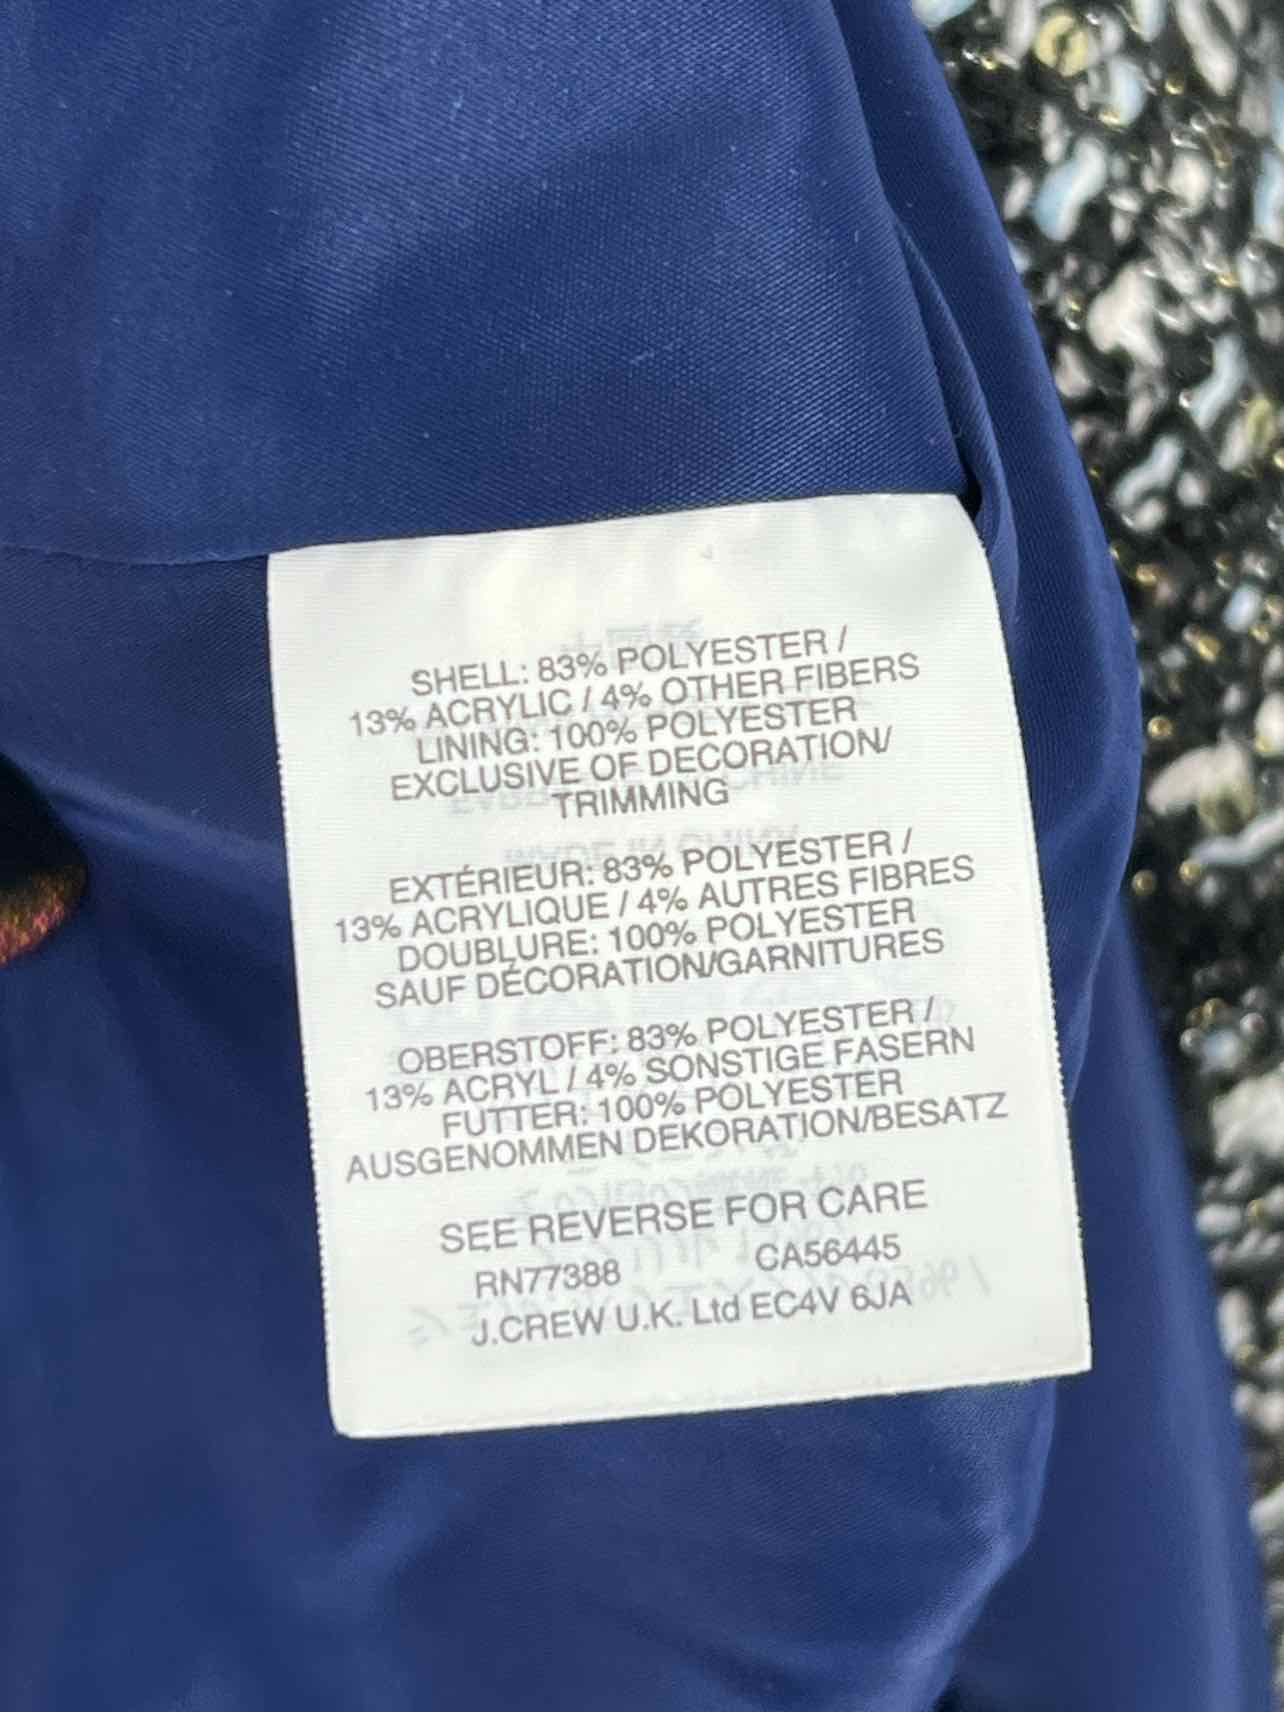 SHELL: 83% POLYESTER /
13% ACRYLIC / 4% OTHER FIBERS
LINING: 100% POLYESTER
EXCLUSIVE OF DECORATION/
TRIMMING
EXTÉRIEUR: 83% POLYESTER /
13% ACRYLIQUE / 4% AUTRES FIBRES
DOUBLURE: 100% POLYESTER
SAUF DÉCORATION/GARNITURES
OBERSTOFF: 83% POLYESTER /
13% ACRYL / 4% SONSTIGE FASERN
FUTTER: 100% POLYESTER
AUSGENOMMEN DEKORATION/BESATZ
SEE REVERSE FOR CARE
RN77388 CA56445
J.CREW U.K. Ltd EC4V 6JA